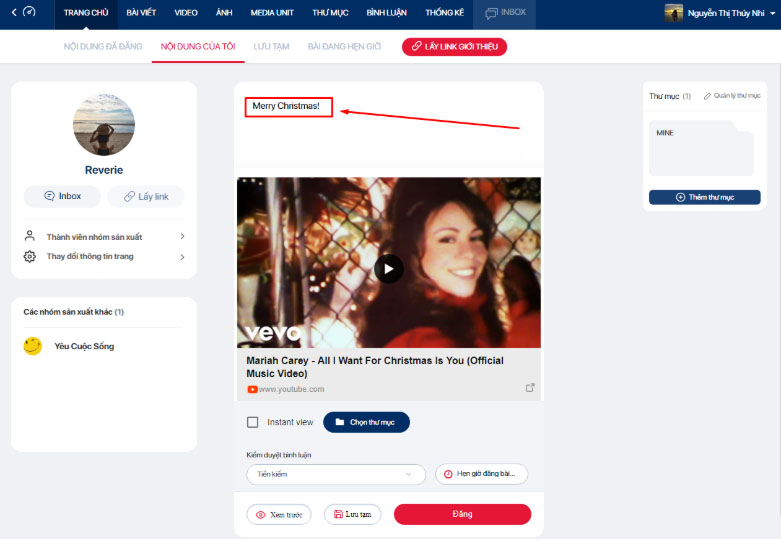 TRANG CHỦ BÀI VIẾT VIDEO ẢNH MEDIA UNIT THƯ MỤC BÌNH LUẬN THỐNG KÊ INBOX Nguyễn Thị Thúy Nhi
NỘI DUNG ĐÃ ĐĂNG NỘI DUNG CỦA TÔI LƯU TẠM BÀI ĐANG HẸN GIỜ LẤY LINK GIỚI THIỆU
Reverie
Inbox Lấy link
Thành viên nhóm sản xuất
Thay đổi thông tin trang
Các nhóm sản xuất khác (1)
Yêu Cuộc Sống
Merry Christmas!
vevo
Mariah Carey - All I Want For Christmas Is You (Official
Music Video)
www.youtube.com
Instant view Chọn thư mục
Kiểm duyệt bình luận
Tiền kiểm Hẹn giờ đăng bài...
Xem trước Lưu tạm Đăng
Thư mục (1) Quản lý thư mục
MINE
Thêm thư mục